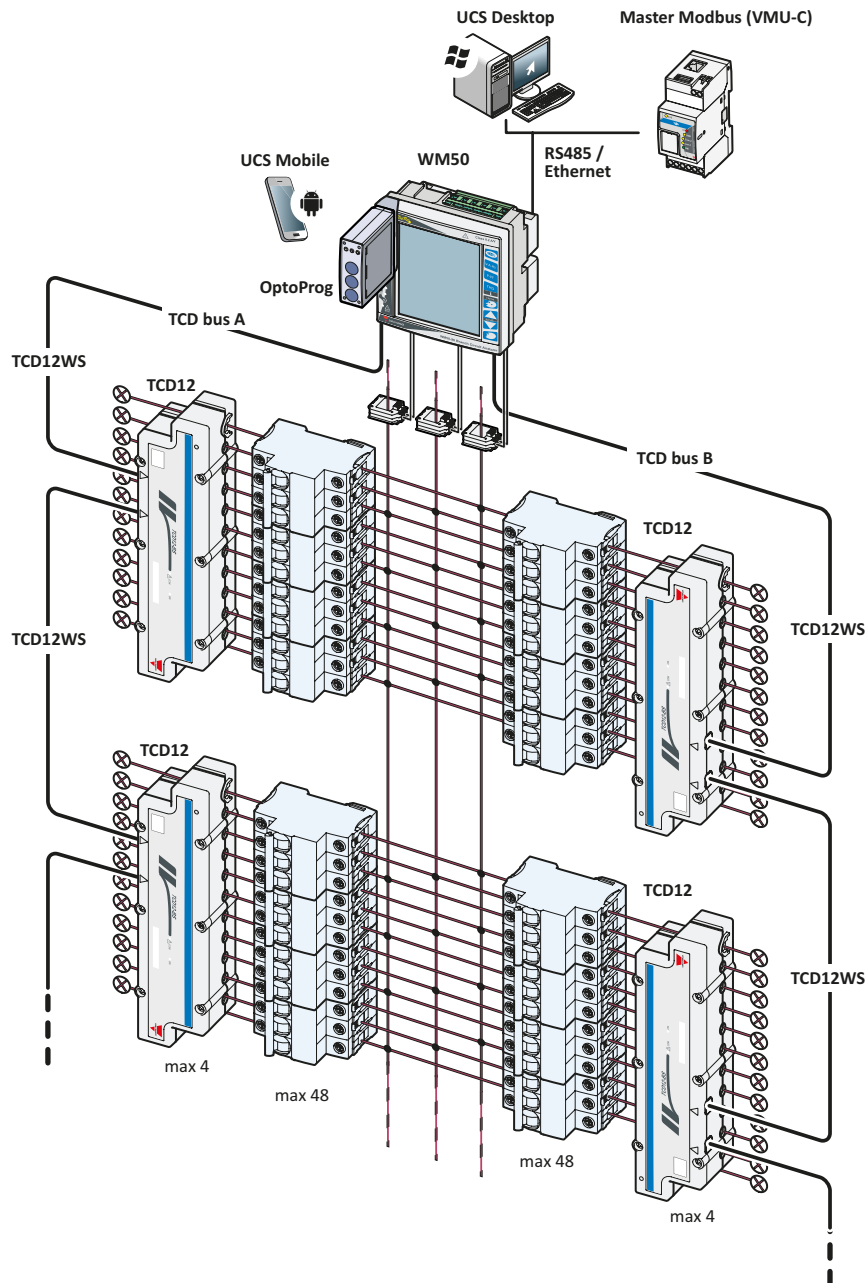 UCS Desktop
Master Modbus (VMU-C)
UCS Mobile
WM50
RS485 /
Ethernet
OptoProg
TCD bus A
TCD12WS
TCD12
TCD bus B
TCD12
TCD12WS
TCD12WS
TCD12
TCD12
TCD12WS
max 4
max 48
max 48
max 4